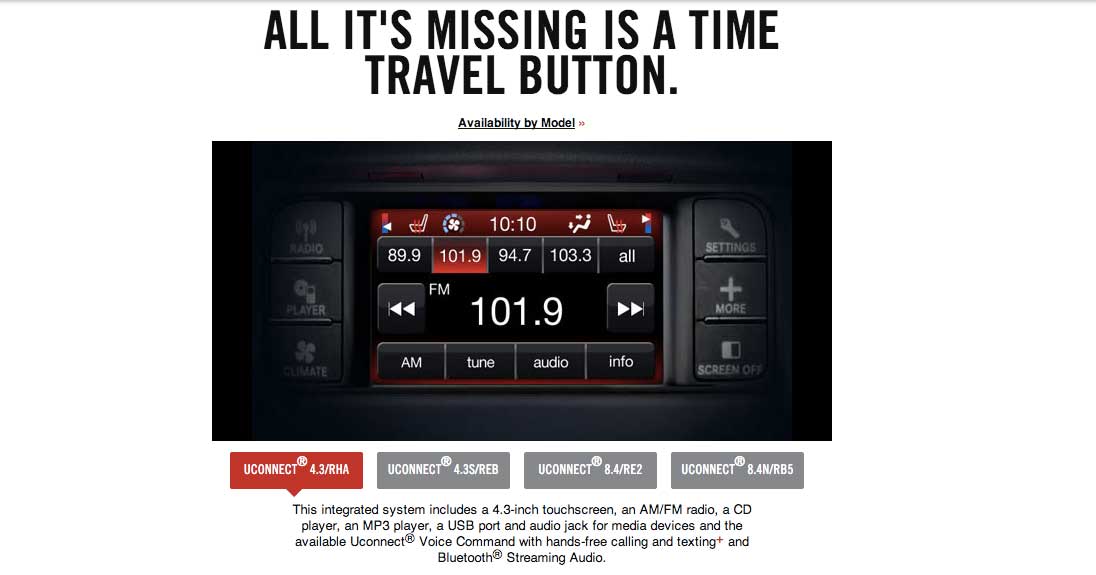 ALL IT'S MISSING IS A TIME
TRAVEL BUTTON.
Availability by Model »
10:10
RADIO
SETTINGS
89.9 101.9 94.7 103.3 all
FM
101.9
PLAYER
MORE
AM tune audio info
CLIMATE
SCREEN OFF
UCONNECT® 4.3/RHA UCONNECT® 4.3S/REB UCONNECT® 8.4/RE2 UCONNECT® 8.4N/RB5
This integrated system includes a 4.3-inch touchscreen, an AM/FM radio, a CD
player, an MP3 player, a USB port and audio jack for media devices and the
available Uconnect® Voice Command with hands-free calling and texting+ and
Bluetooth® Streaming Audio.